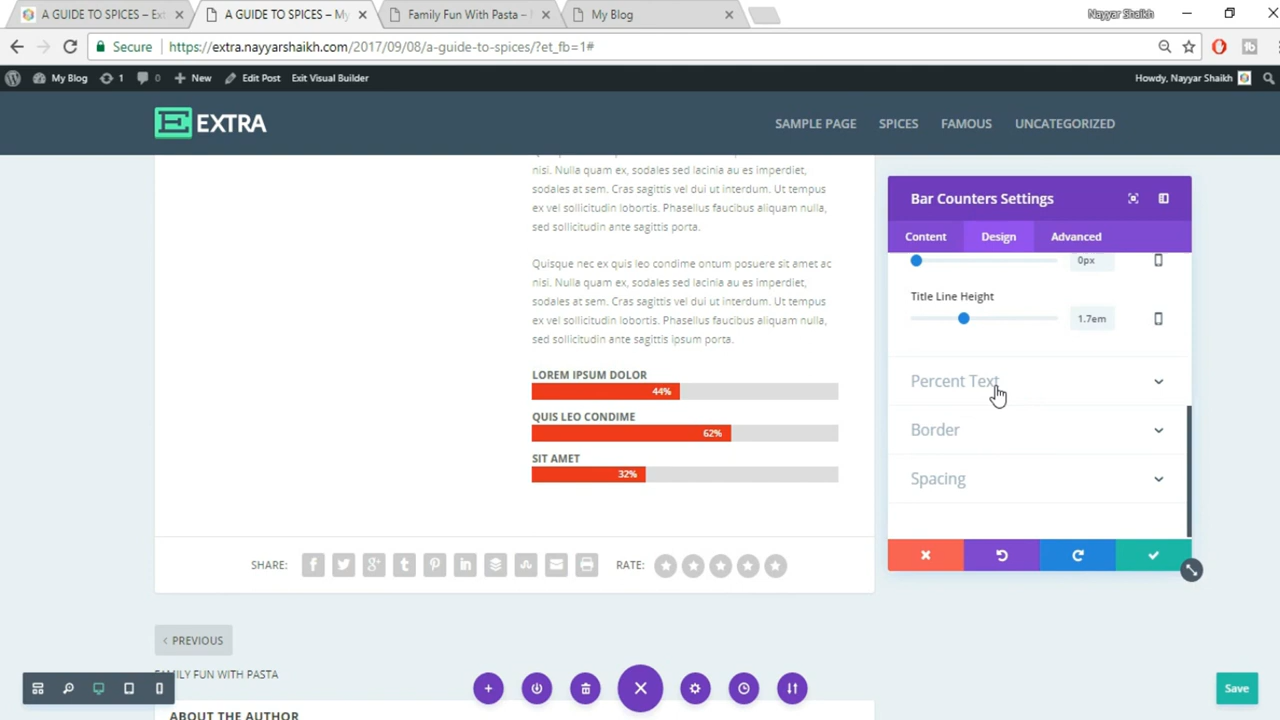 A GUIDE TO SPICES – Ex
A GUIDE TO SPICES – My
Family Fun With Pasta –
My Blog
Nayyar Shaikh
Secure
https://extra.nayyarshaikh.com/2017/09/08/a-guide-to-spices/?et_fb=1#
My Blog
1
0
New
Edit Post
Exit Visual Builder
Howdy, Nayyar Shaikh
EXTRA
SAMPLE PAGE
SPICES
FAMOUS
UNCATEGORIZED
nisi. Nulla quam ex, sodales sed lacinia au es imperdiet,
sodales at sem. Cras sagittis vel dui ut interdum. Ut tempus
ex vel sollicitudin lobortis. Phasellus faucibus aliquam nulla,
sed sollicitudin ante sagittis porta.
Quisque nec ex quis leo condime ontum posuere sit amet ac
nisi. Nulla quam ex, sodales sed lacinia au es imperdiet,
sodales at sem. Cras sagittis vel dui ut interdum. Ut tempus
ex vel sollicitudin lobortis. Phasellus faucibus aliquam nulla,
sed sollicitudin ante sagittis ipsum porta.
LOREM IPSUM DOLOR
44%
QUIS LEO CONDIME
62%
SIT AMET
32%
Bar Counters Settings
Content
Design
Advanced
0px
Title Line Height
1.7em
Percent Text
Border
Spacing
SHARE:
RATE:
PREVIOUS
FAMILY FUN WITH PASTA
ABOUT THE AUTHOR
Save